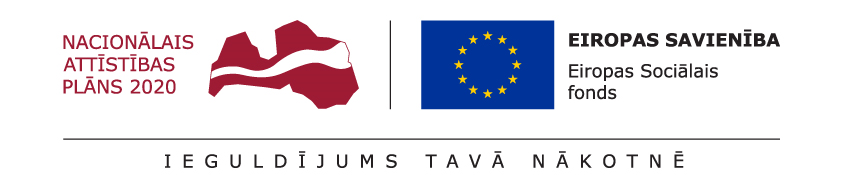 NACIONĀLAIS
ATTĪSTĪBAS
PLĀNS 2020
EIROPAS SAVIENĪBA
Eiropas Sociālais
fonds
IEGULDĪJUMS TAVĀ NĀKOTNĒ